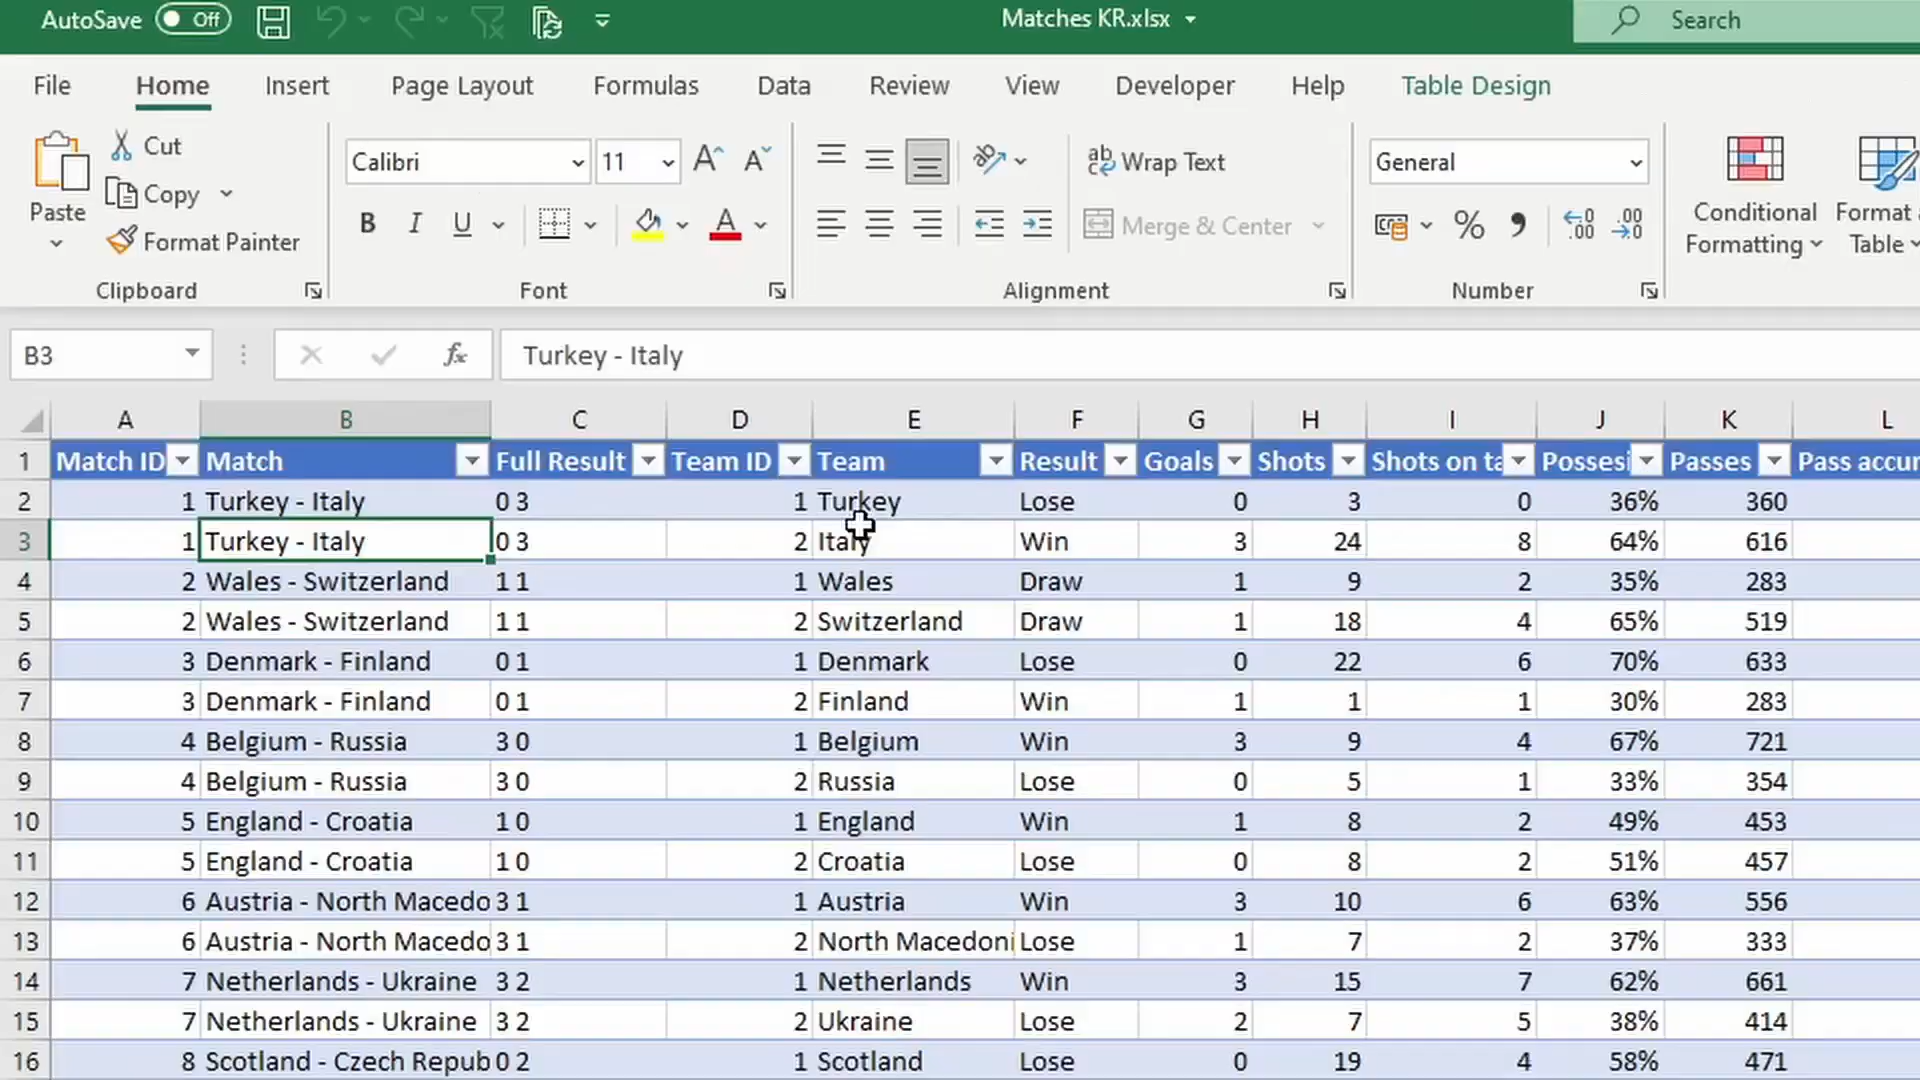 AutoSave Off Matches KR.xlsx Search
File Home Insert Page Layout Formulas Data Review View Developer Help Table Design
Paste Cut Copy Format Painter Clipboard
Calibri 11 A A B I U A Font
ab Wrap Text Merge & Center Alignment
General % , .00 .00 Number
Conditional Formatting Format Table
B3 fx Turkey - Italy
A B C D E F G H I J K L
1 Match ID Match Full Result Team ID Team Result Goals Shots Shots on ta Possesi Passes Pass accur
2 1 Turkey - Italy 0 3 1 Turkey Lose 0 3 0 36% 360
3 1 Turkey - Italy 0 3 2 Italy Win 3 24 8 64% 616
4 2 Wales - Switzerland 1 1 1 Wales Draw 1 9 2 35% 283
5 2 Wales - Switzerland 1 1 2 Switzerland Draw 1 18 4 65% 519
6 3 Denmark - Finland 0 1 1 Denmark Lose 0 22 6 70% 633
7 3 Denmark - Finland 0 1 2 Finland Win 1 1 1 30% 283
8 4 Belgium - Russia 3 0 1 Belgium Win 3 9 4 67% 721
9 4 Belgium - Russia 3 0 2 Russia Lose 0 5 1 33% 354
10 5 England - Croatia 1 0 1 England Win 1 8 2 49% 453
11 5 England - Croatia 1 0 2 Croatia Lose 0 8 2 51% 457
12 6 Austria - North Macedo 3 1 1 Austria Win 3 10 6 63% 556
13 6 Austria - North Macedo 3 1 2 North Macedoni Lose 1 7 2 37% 333
14 7 Netherlands - Ukraine 3 2 1 Netherlands Win 3 15 7 62% 661
15 7 Netherlands - Ukraine 3 2 2 Ukraine Lose 2 7 5 38% 414
16 8 Scotland - Czech Repub 0 2 1 Scotland Lose 0 19 4 58% 471